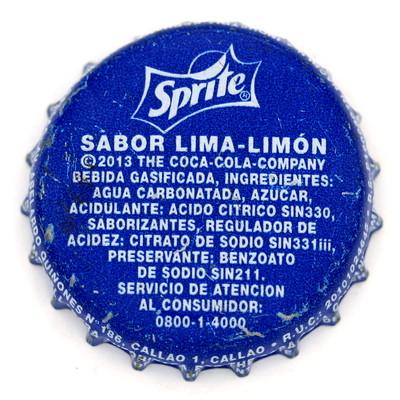 Sprite®
SABOR LIMA-LIMÓN
©2013 THE COCA-COLA-COMPANY
BEBIDA GASIFICADA, INGREDIENTES:
AGUA CARBONATADA, AZÚCAR,
ACIDULANTE: ACIDO CITRICO SIN330,
SABORIZANTES, REGULADOR DE
ACIDEZ: CITRATO DE SODIO SIN331iii,
PRESERVANTE: BENZOATO
DE SODIO SIN211.
SERVICIO DE ATENCION
AL CONSUMIDOR:
0800-1-4000
QUIÑONES N° 186, CALLAO 1, CALLAO • R.U.C.: